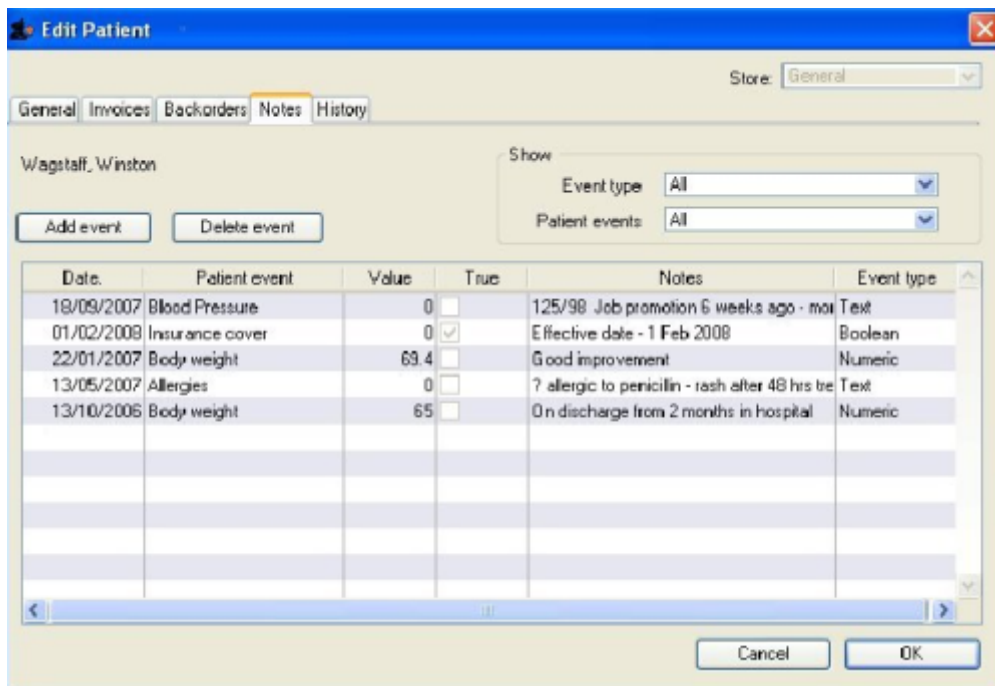 Edit Patient
Store: General
General Invoices Backorders Notes History
Wagstaff, Winston
Show
Event type All
Patient events All
Add event Delete event
Date. Patient event Value True Notes Event type
18/09/2007 Blood Pressure 0 125/98 Job promotion 6 weeks ago - mor Text
01/02/2008 Insurance cover 0 Effective date - 1 Feb 2008 Boolean
22/01/2007 Body weight 69.4 Good improvement Numeric
13/05/2007 Allergies 0 ? allergic to penicillin - rash after 48 hrs tre Text
13/10/2006 Body weight 65 On discharge from 2 months in hospital Numeric
Cancel OK